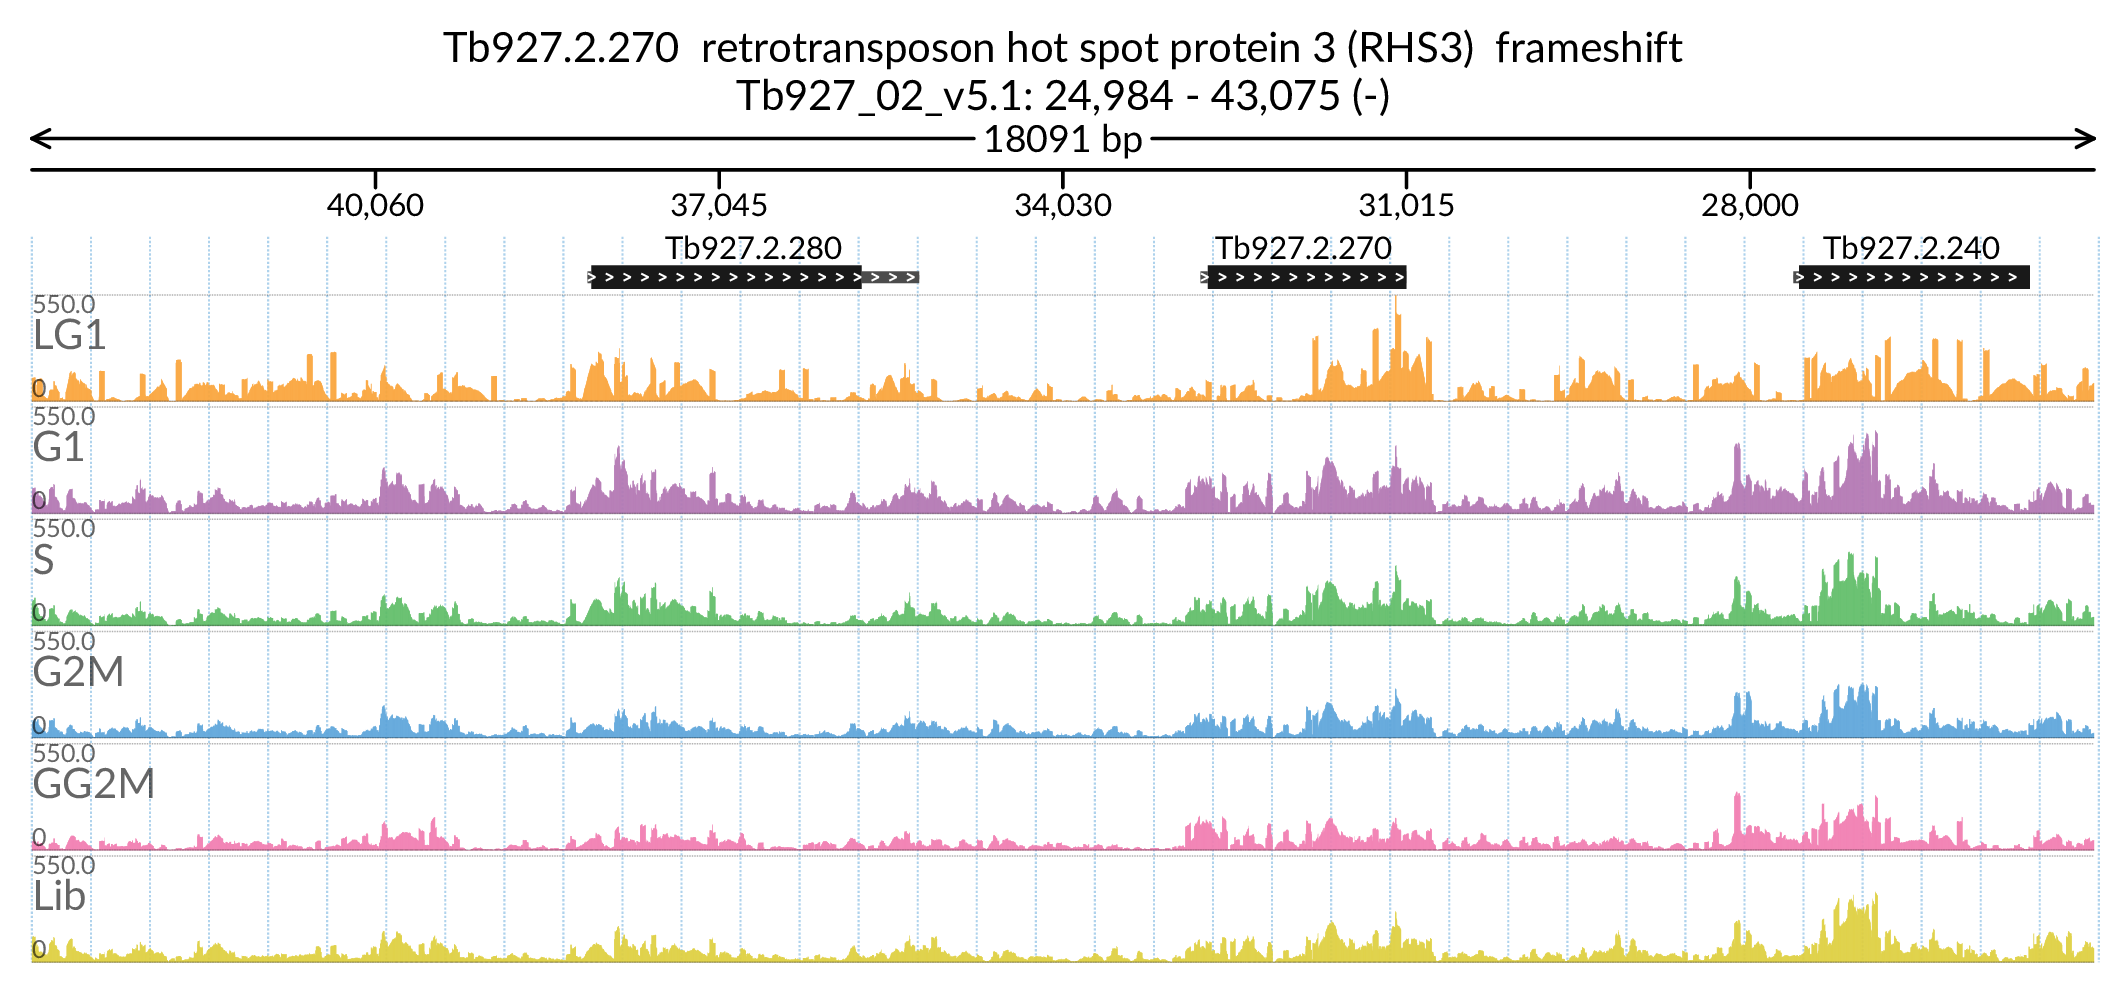 Tb927.2.270 retrotransposon hot spot protein 3 (RHS3) frameshift
Tb927_02_v5.1: 24,984 - 43,075 (-)
18091 bp
40,060 37,045 34,030 31,015 28,000
Tb927.2.280 Tb927.2.270 Tb927.2.240
550.0
LG1
0
550.0
G1
0
550.0
S
0
550.0
G2M
0
550.0
GG2M
0
550.0
Lib
0